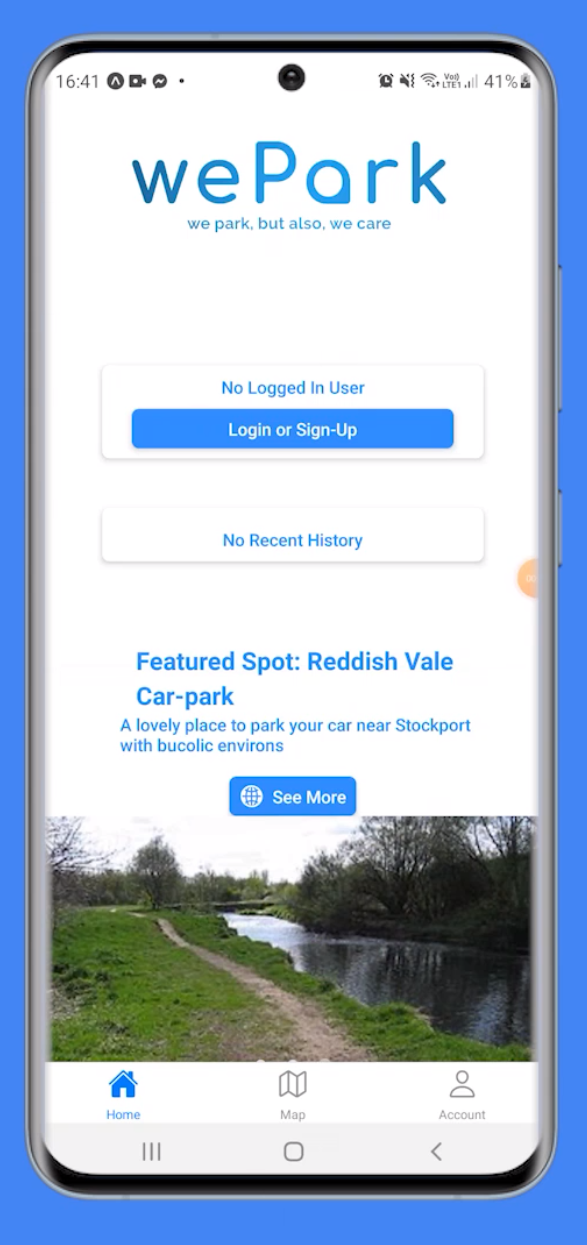 16:41 41%
Vo))
LTE1
wePark
we park, but also, we care
No Logged In User
Login or Sign-Up
No Recent History
Featured Spot: Reddish Vale
Car-park
A lovely place to park your car near Stockport
with bucolic environs
See More
Home Map Account